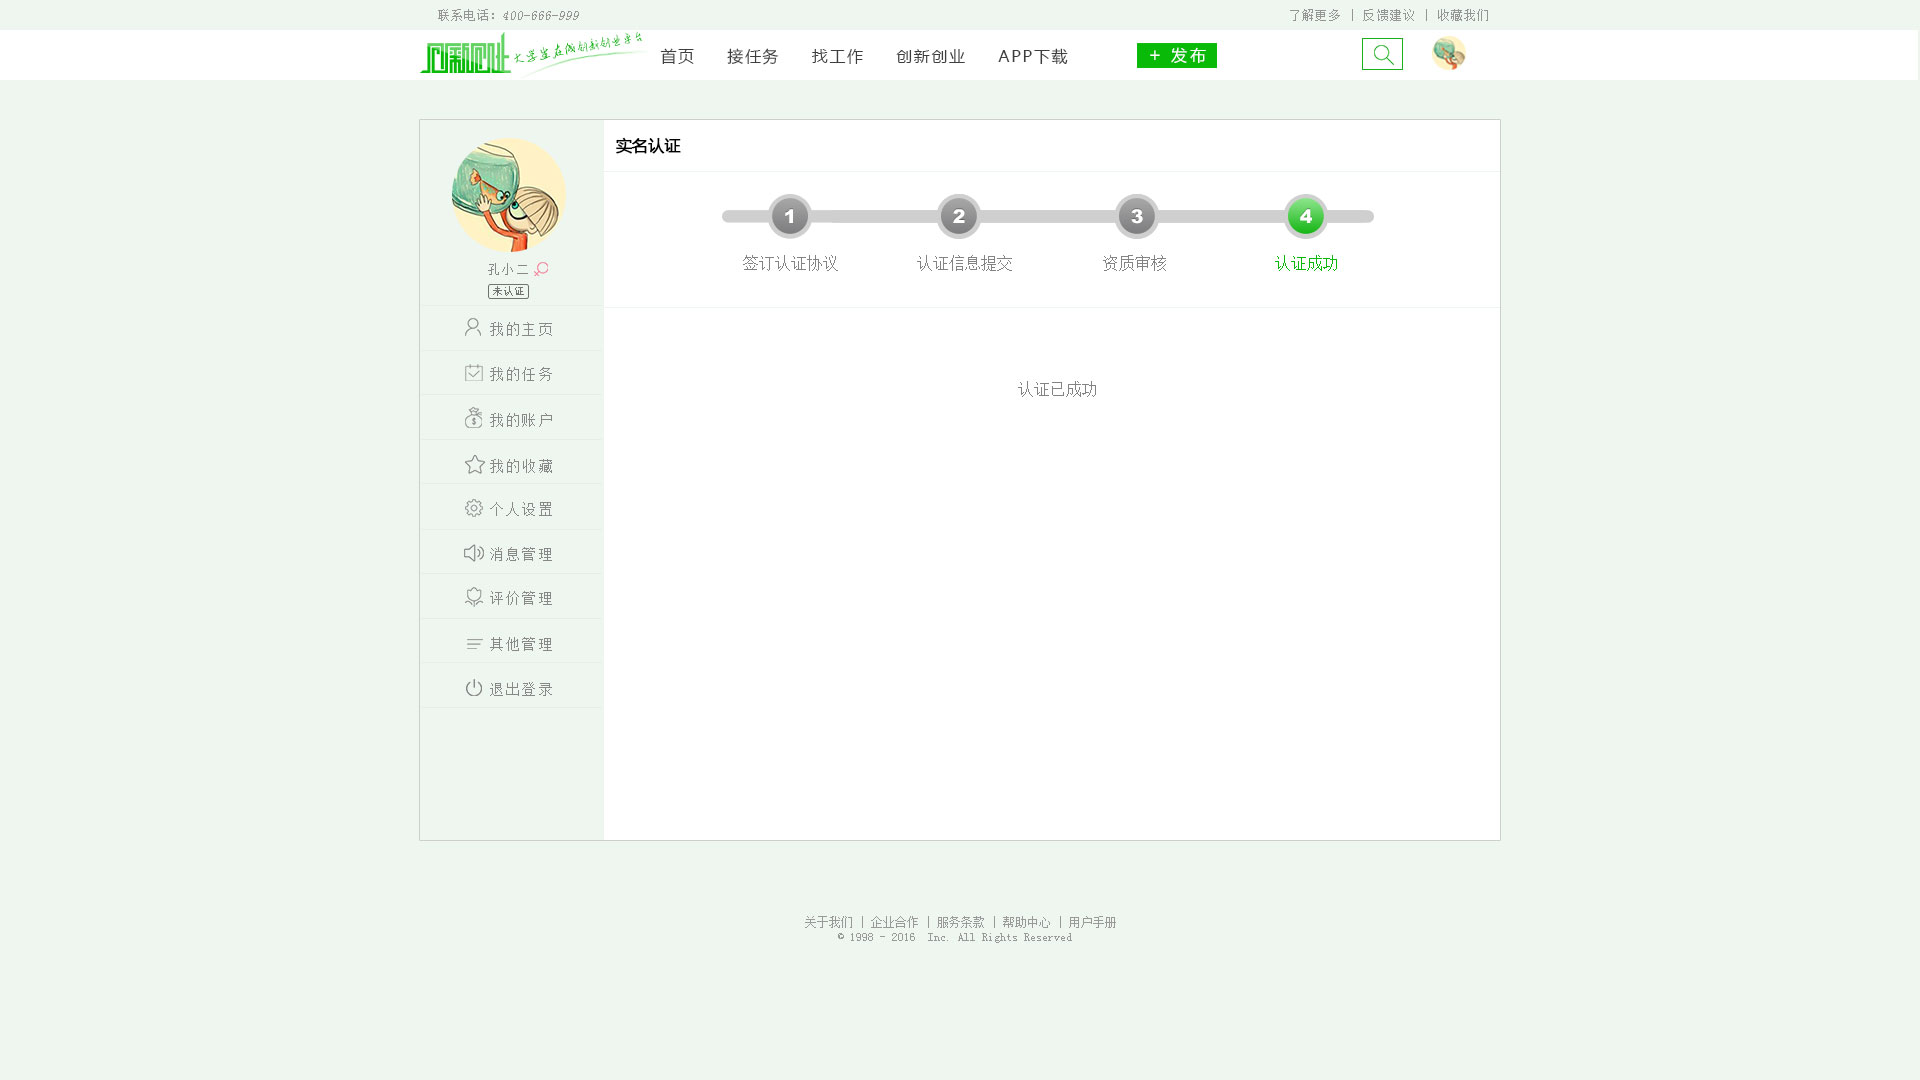 联系电话：400-666-999
了解更多 | 反馈建议 | 收藏我们
大学生在线创新创业平台
首页 接任务 找工作 创新创业 APP下载 + 发布
实名认证
1 2 3 4
签订认证协议 认证信息提交 资质审核 认证成功
孔小二
未认证
我的主页
我的任务
认证已成功
我的账户
我的收藏
个人设置
消息管理
评价管理
其他管理
退出登录
关于我们 | 企业合作 | 服务条款 | 帮助中心 | 用户手册
© 1998 - 2016 Inc. All Rights Reserved